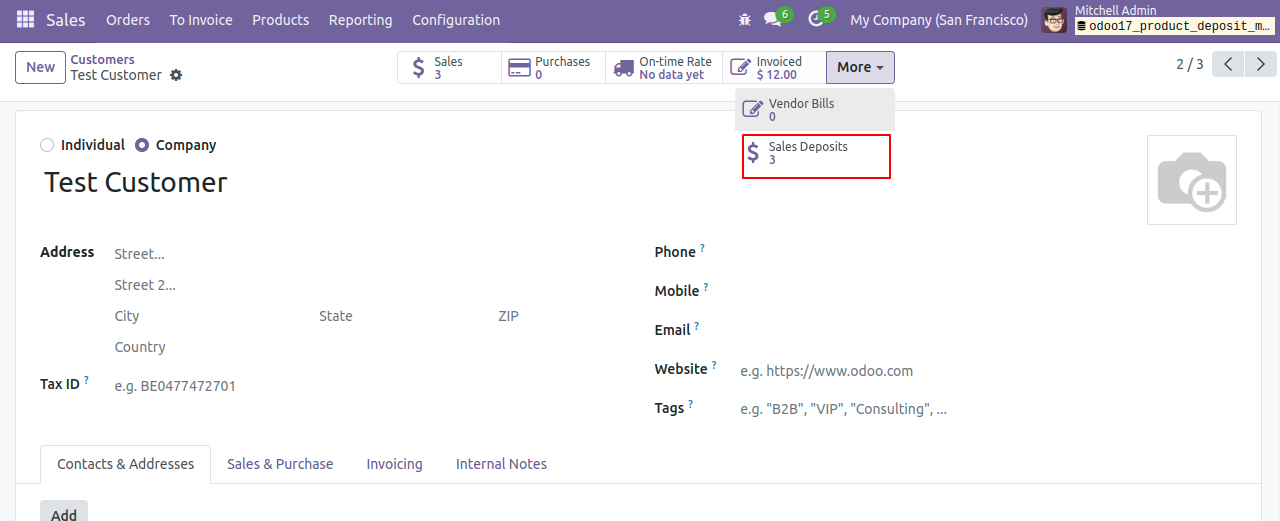 Sales Orders To Invoice Products Reporting Configuration 6 5 My Company (San Francisco) Mitchell Admin
odoo17_product_deposit_m...
New Customers
Test Customer
Sales
3
Purchases
0
On-time Rate
No data yet
Invoiced
$ 12.00
More
2 / 3
Vendor Bills
0
Sales Deposits
3
Individual Company
Test Customer
Address Street...
Street 2...
City State ZIP
Country
Tax ID ? e.g. BE0477472701
Phone ?
Mobile ?
Email ?
Website ? e.g. https://www.odoo.com
Tags ? e.g. "B2B", "VIP", "Consulting", ...
Contacts & Addresses Sales & Purchase Invoicing Internal Notes
Add